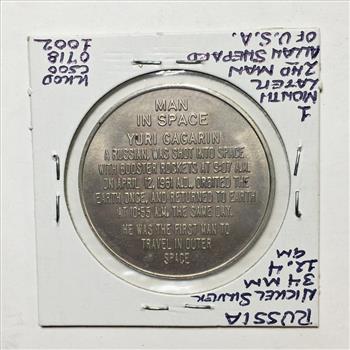 MAN
IN SPACE
YURI GAGARIN
A RUSSIAN, WAS SHOT INTO SPACE
WITH BOOSTER ROCKETS AT 9:07 A.M.
ON APRIL 12, 1961 A.D., ORBITED THE
EARTH ONCE, AND RETURNED TO EARTH
AT 10:55 A.M. THE SAME DAY.
HE WAS THE FIRST MAN TO
TRAVEL IN OUTER
SPACE
RUSSIA
NICKEL SILVER
34 MM
12.4
GM
1
MONTH
LATER
2ND MAN
ALLAN SHEPARD
OF U.S.A.
KROD
0718
CS00
1002